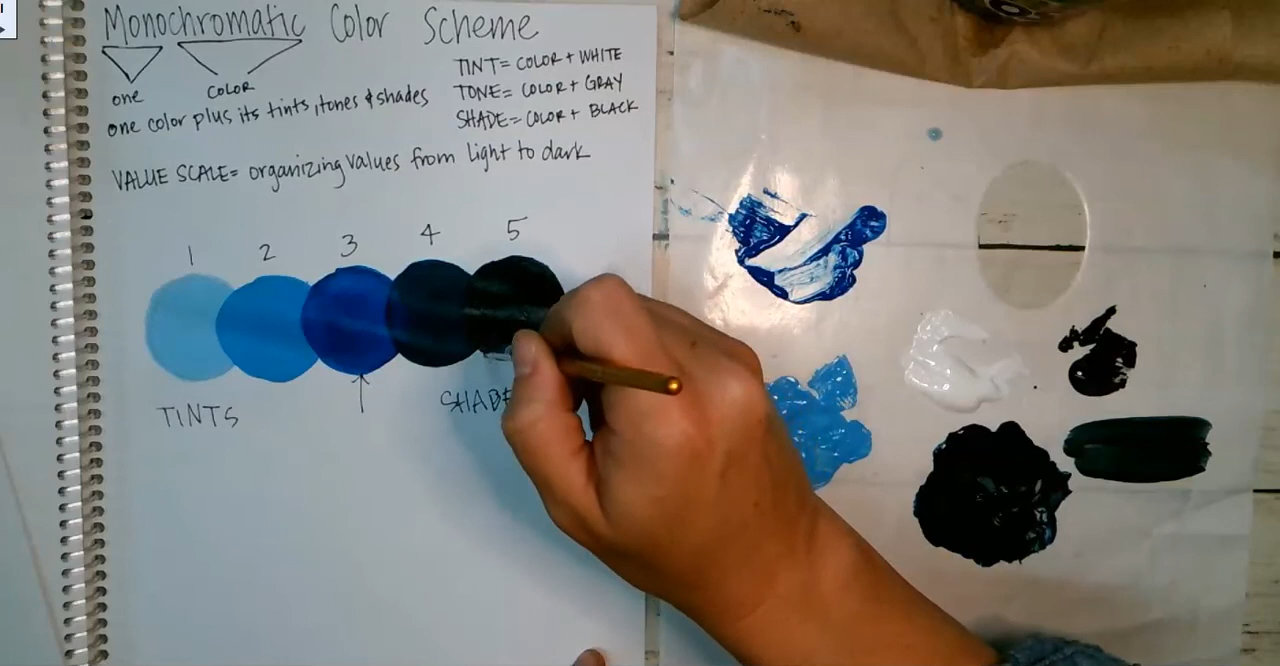 Monochromatic Color Scheme
one COLOR
one color plus its tints, tones & shades
TINT= COLOR + WHITE
TONE= COLOR + GRAY
SHADE= COLOR + BLACK
VALUE SCALE= organizing values from light to dark
1 2 3 4 5
TINTS